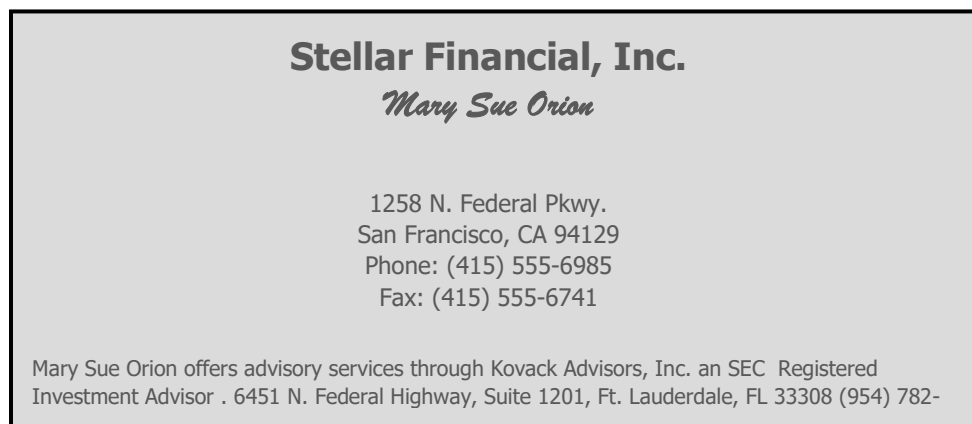 Stellar Financial, Inc.
Mary Sue Orion
1258 N. Federal Pkwy.
San Francisco, CA 94129
Phone: (415) 555-6985
Fax: (415) 555-6741
Mary Sue Orion offers advisory services through Kovack Advisors, Inc. an SEC  Registered
Investment Advisor . 6451 N. Federal Highway, Suite 1201, Ft. Lauderdale, FL 33308 (954) 782-